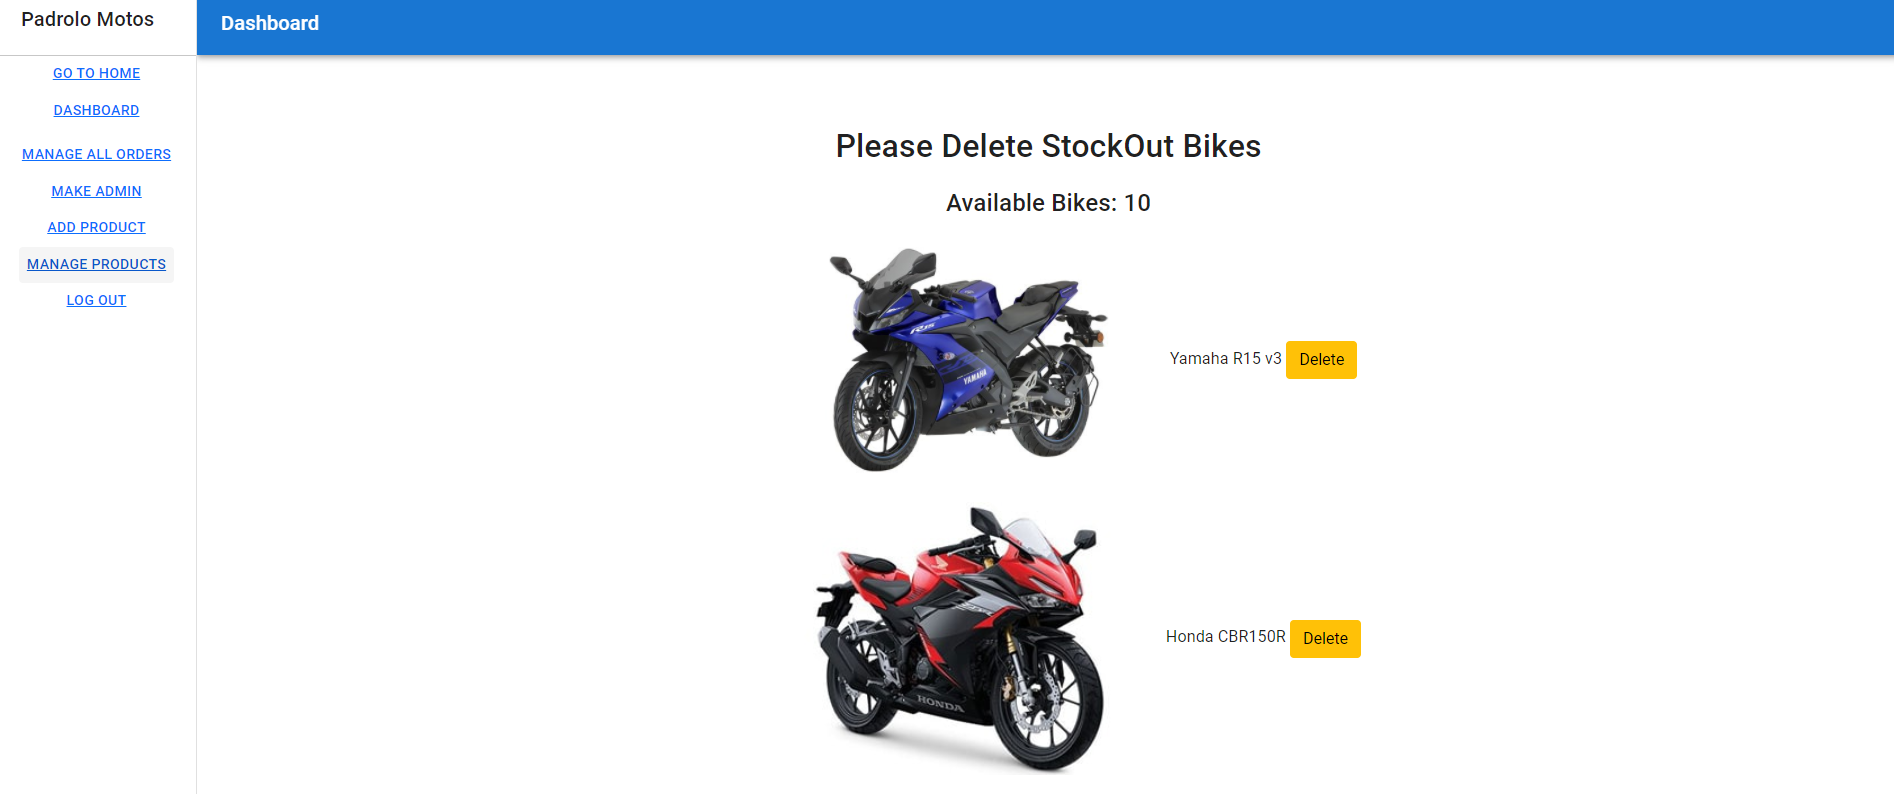 Padrolo Motos
Dashboard
GO TO HOME
DASHBOARD
MANAGE ALL ORDERS
MAKE ADMIN
ADD PRODUCT
MANAGE PRODUCTS
LOG OUT
Please Delete StockOut Bikes
Available Bikes: 10
R15
YAMAHA
Yamaha R15 v3 Delete
HONDA
Honda CBR150R Delete